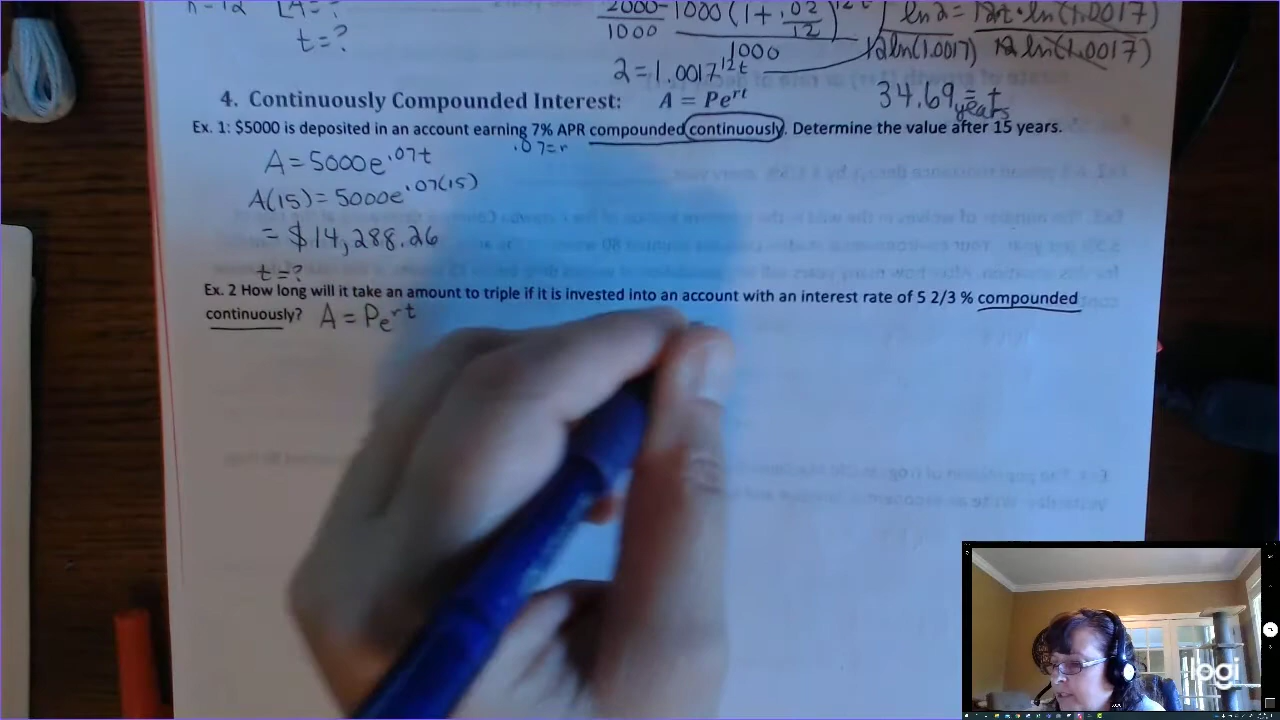 t=?
2000 = 1000 (1+ .02/12)^12t
1000 1000
2 = 1.0017^12t
ln 2 = 12t • ln(1.0017)
12ln(1.0017) 12 ln(1.0017)
34.69 = t
years
4. Continuously Compounded Interest: A = Pe^rt
Ex. 1: $5000 is deposited in an account earning 7% APR compounded continuously. Determine the value after 15 years.
.07=r
A = 5000e^.07t
A(15) = 5000e^.07(15)
= $14,288.26
t=?
Ex. 2 How long will it take an amount to triple if it is invested into an account with an interest rate of 5 2/3 % compounded
continuously? A = Pe^rt
logi